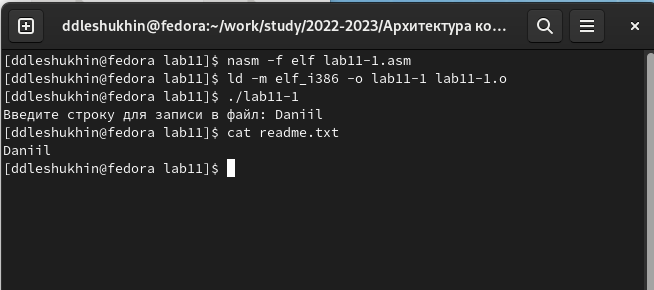 ddleshukhin@fedora:~/work/study/2022-2023/Архитектура ко...
[ddleshukhin@fedora lab11]$ nasm -f elf lab11-1.asm
[ddleshukhin@fedora lab11]$ ld -m elf_i386 -o lab11-1 lab11-1.o
[ddleshukhin@fedora lab11]$ ./lab11-1
Введите строку для записи в файл: Daniil
[ddleshukhin@fedora lab11]$ cat readme.txt
Daniil
[ddleshukhin@fedora lab11]$